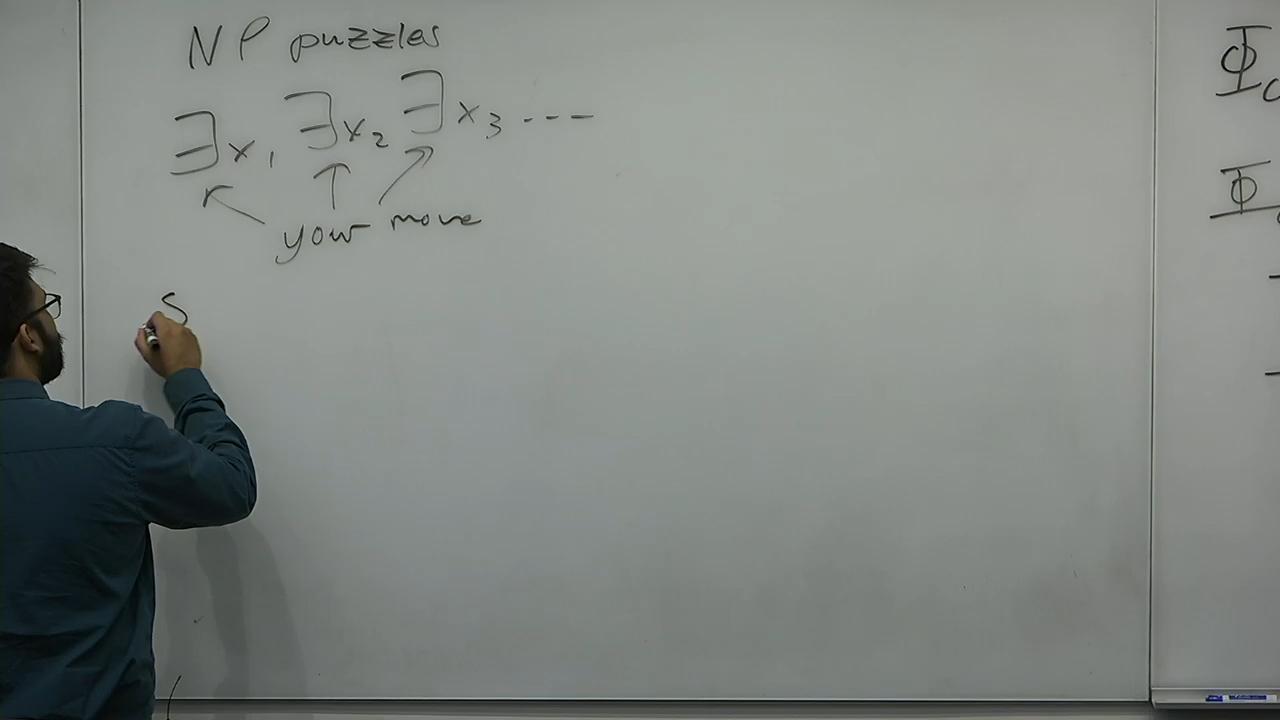 NP puzzles
∃x₁ ∃x₂ ∃x₃ ----
your move
S
Φ
Φ